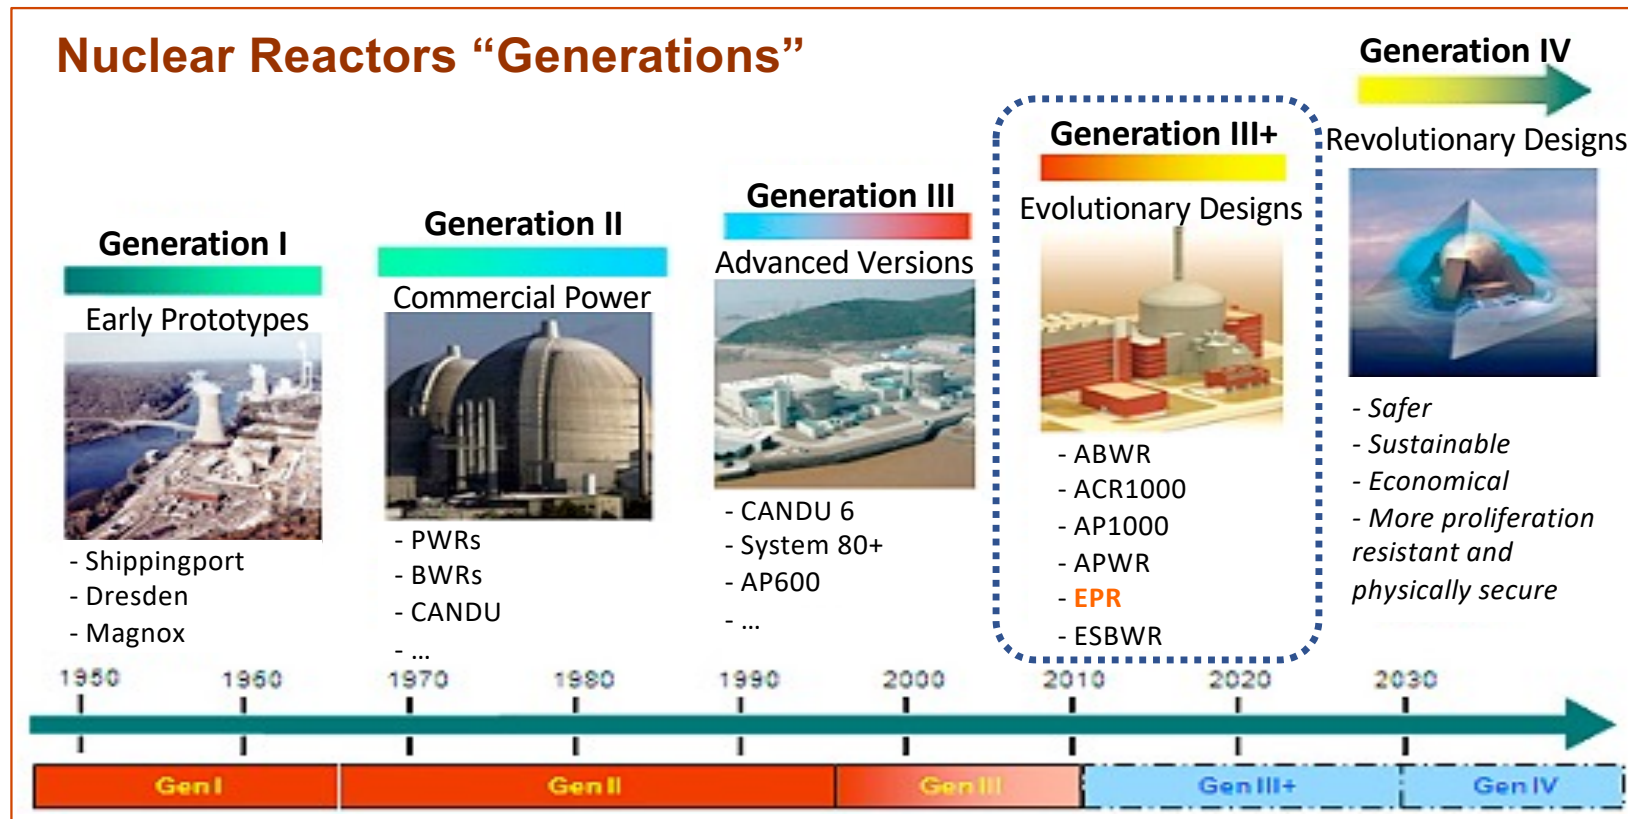 Nuclear Reactors “Generations”
Generation I
Early Prototypes
- Shippingport
- Dresden
- Magnox
Generation II
Commercial Power
- PWRs
- BWRs
- CANDU
- ...
Generation III
Advanced Versions
- CANDU 6
- System 80+
- AP600
- ...
Generation III+
Evolutionary Designs
- ABWR
- ACR1000
- AP1000
- APWR
- EPR
- ESBWR
Generation IV
Revolutionary Designs
- Safer
- Sustainable
- Economical
- More proliferation
resistant and
physically secure
1950 1960 1970 1980 1990 2000 2010 2020 2030
Gen I Gen II Gen III Gen III+ Gen IV